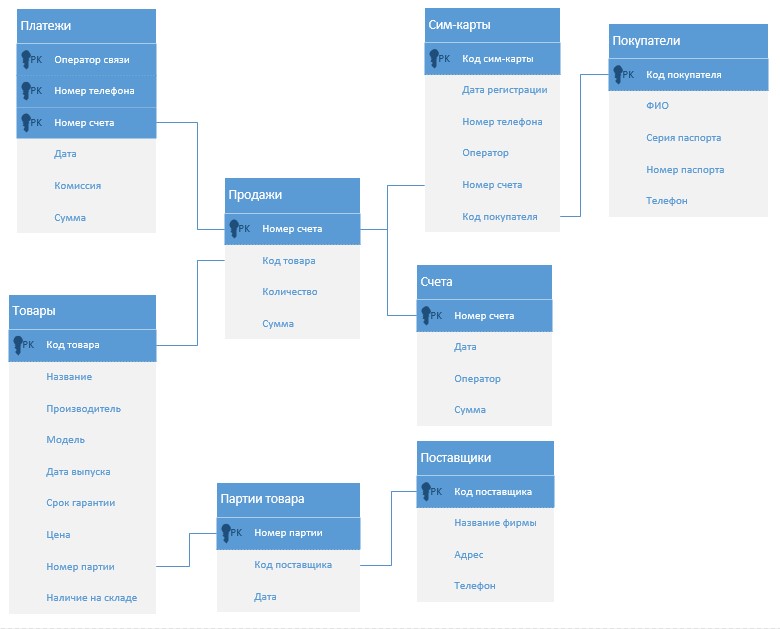 Платежи
PK Оператор связи
PK Номер телефона
PK Номер счета
Дата
Комиссия
Сумма
Сим-карты
PK Код сим-карты
Дата регистрации
Номер телефона
Оператор
Номер счета
Код покупателя
Покупатели
PK Код покупателя
ФИО
Серия паспорта
Номер паспорта
Телефон
Продажи
PK Номер счета
Код товара
Количество
Сумма
Счета
PK Номер счета
Дата
Оператор
Сумма
Товары
PK Код товара
Название
Производитель
Модель
Дата выпуска
Срок гарантии
Цена
Номер партии
Наличие на складе
Партии товара
PK Номер партии
Код поставщика
Дата
Поставщики
PK Код поставщика
Название фирмы
Адрес
Телефон